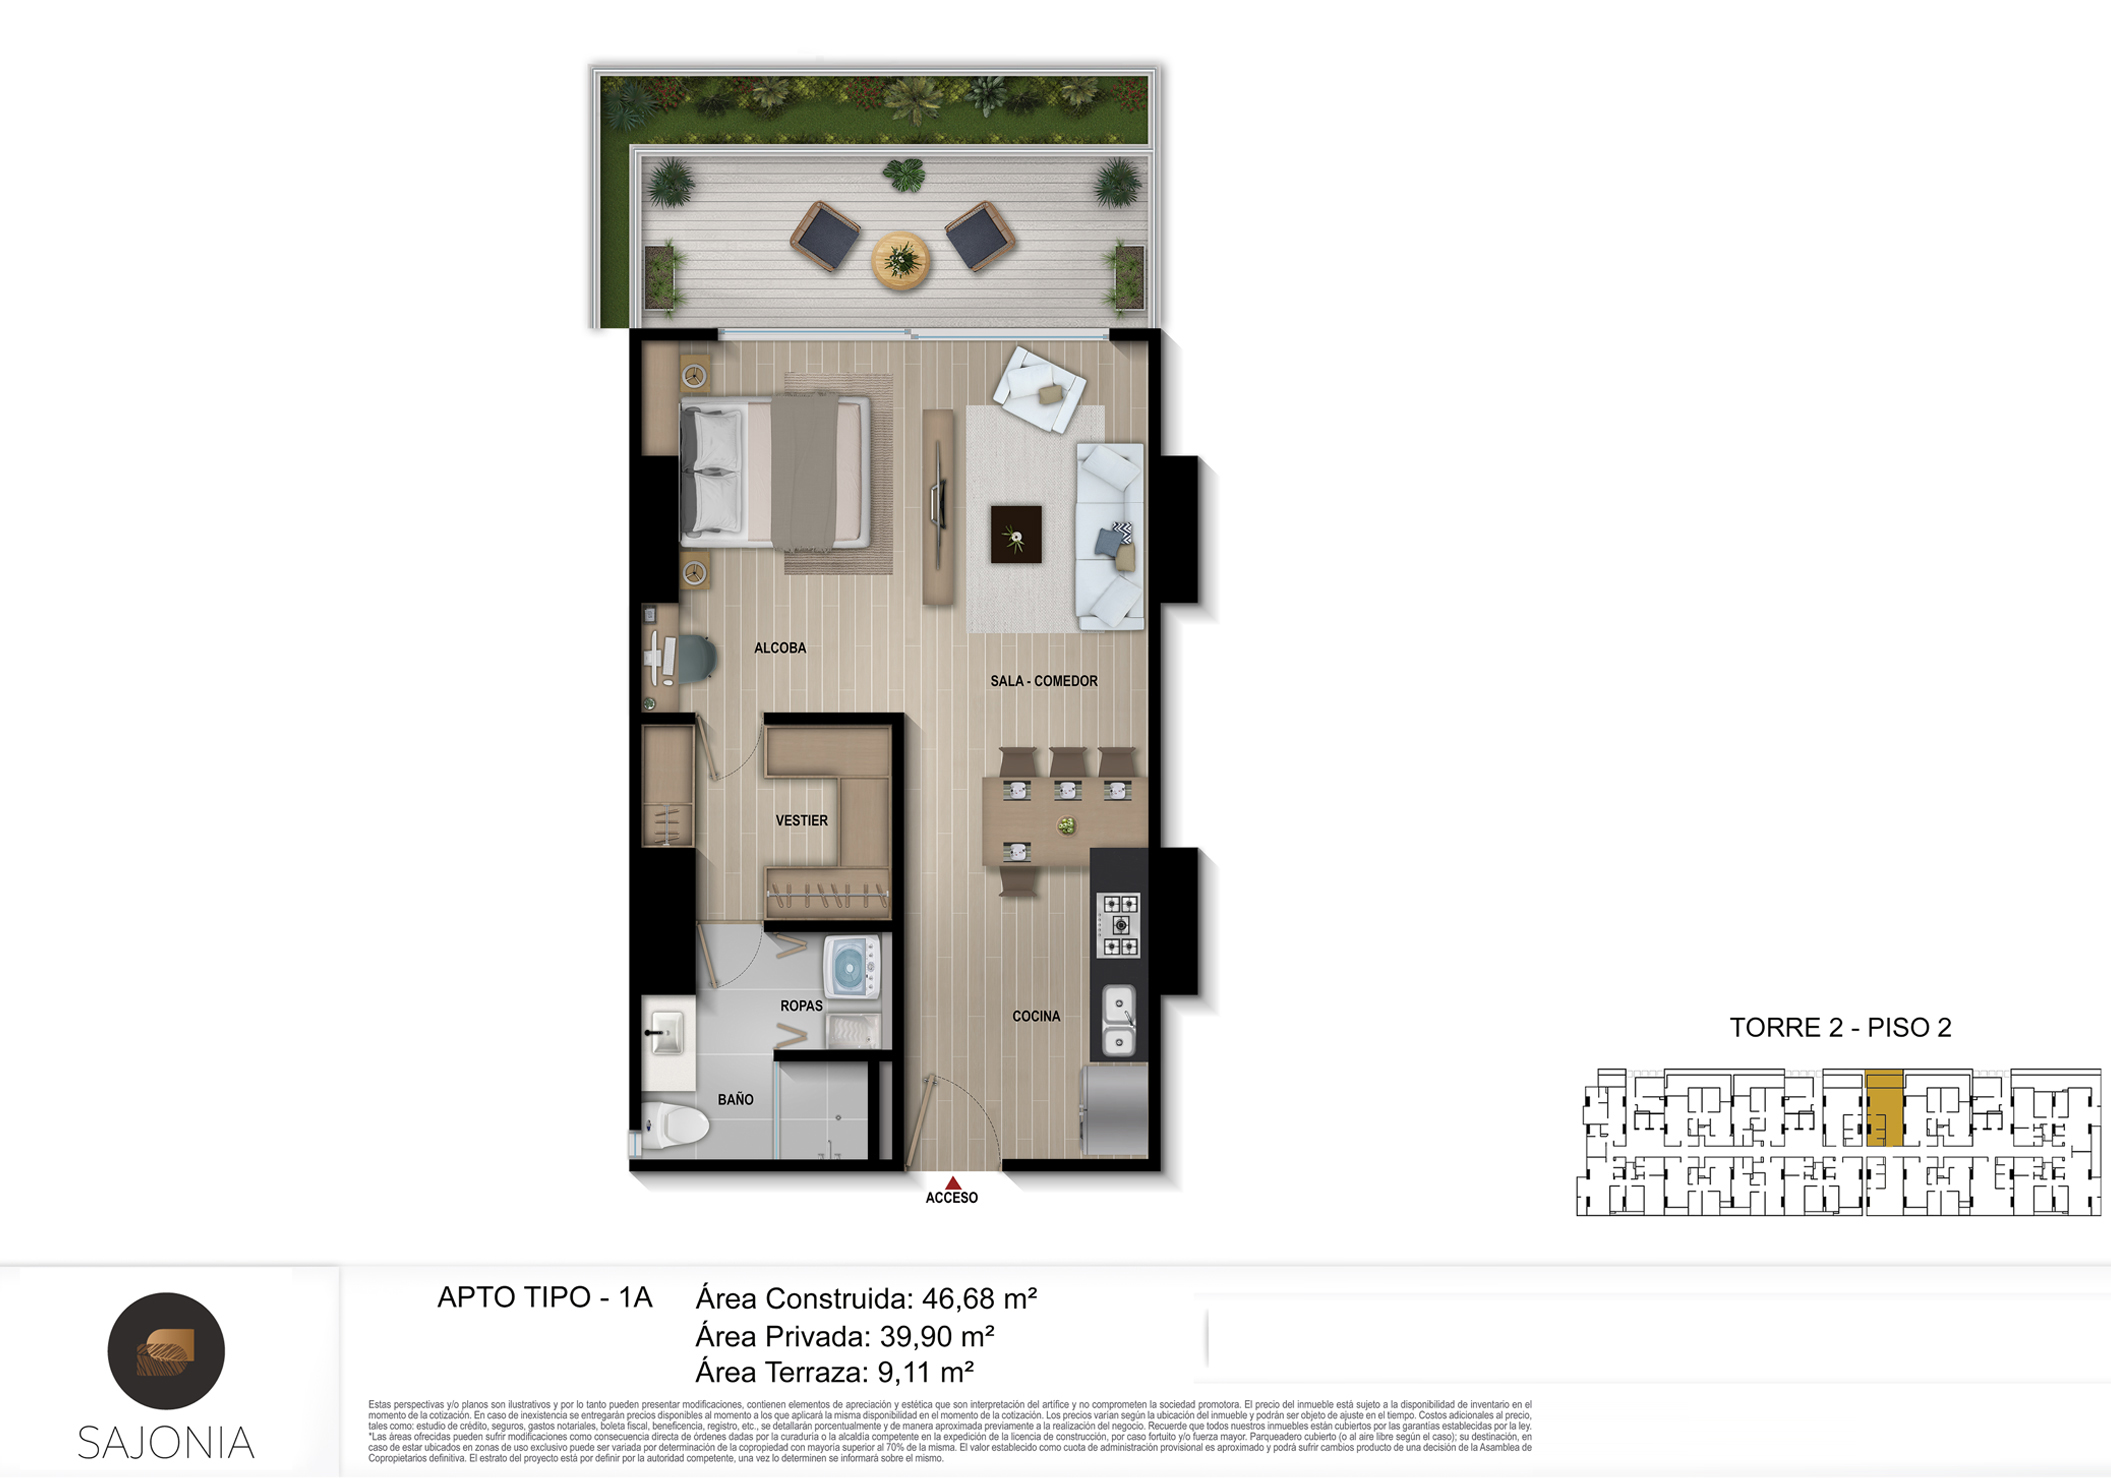 ALCOBA
SALA - COMEDOR
VESTIER
ROPAS
COCINA
BAÑO
ACCESO
TORRE 2 - PISO 2
SAJONIA
APTO TIPO - 1A
Área Construida: 46,68 m²
Área Privada: 39,90 m²
Área Terraza: 9,11 m²
Estas perspectivas y/o planos son ilustrativos y por lo tanto pueden presentar modificaciones, contienen elementos de apreciación y estética que son interpretación del artífice y no comprometen la sociedad promotora. El precio del inmueble está sujeto a la disponibilidad de inventario en el
momento de la cotización. En caso de inexistencia se entregarán precios disponibles al momento a los que aplicará la misma disponibilidad en el momento de la cotización. Los precios varían según la ubicación del inmueble y podrán ser objeto de ajuste en el tiempo. Costos adicionales al precio,
tales como: estudio de crédito, seguros, gastos notariales, boleta fiscal, beneficencia, registro, etc., se detallarán porcentualmente y de manera aproximada previamente a la realización del negocio. Recuerde que todos nuestros inmuebles están cubiertos por las garantías establecidas por la ley.
*Las áreas ofrecidas pueden sufrir modificaciones como consecuencia directa de órdenes dadas por la curaduría o la alcaldía competente en la expedición de la licencia de construcción, por caso fortuito y/o fuerza mayor. Parqueadero cubierto (o al aire libre según el caso); su destinación, en
caso de estar ubicados en zonas de uso exclusivo puede ser variada por determinación de la copropiedad con mayoría superior al 70% de la misma. El valor establecido como cuota de administración provisional es aproximado y podrá sufrir cambios producto de una decisión de la Asamblea de
Copropietarios definitiva. El estrato del proyecto está por definir por la autoridad competente, una vez lo determinen se informará sobre el mismo.